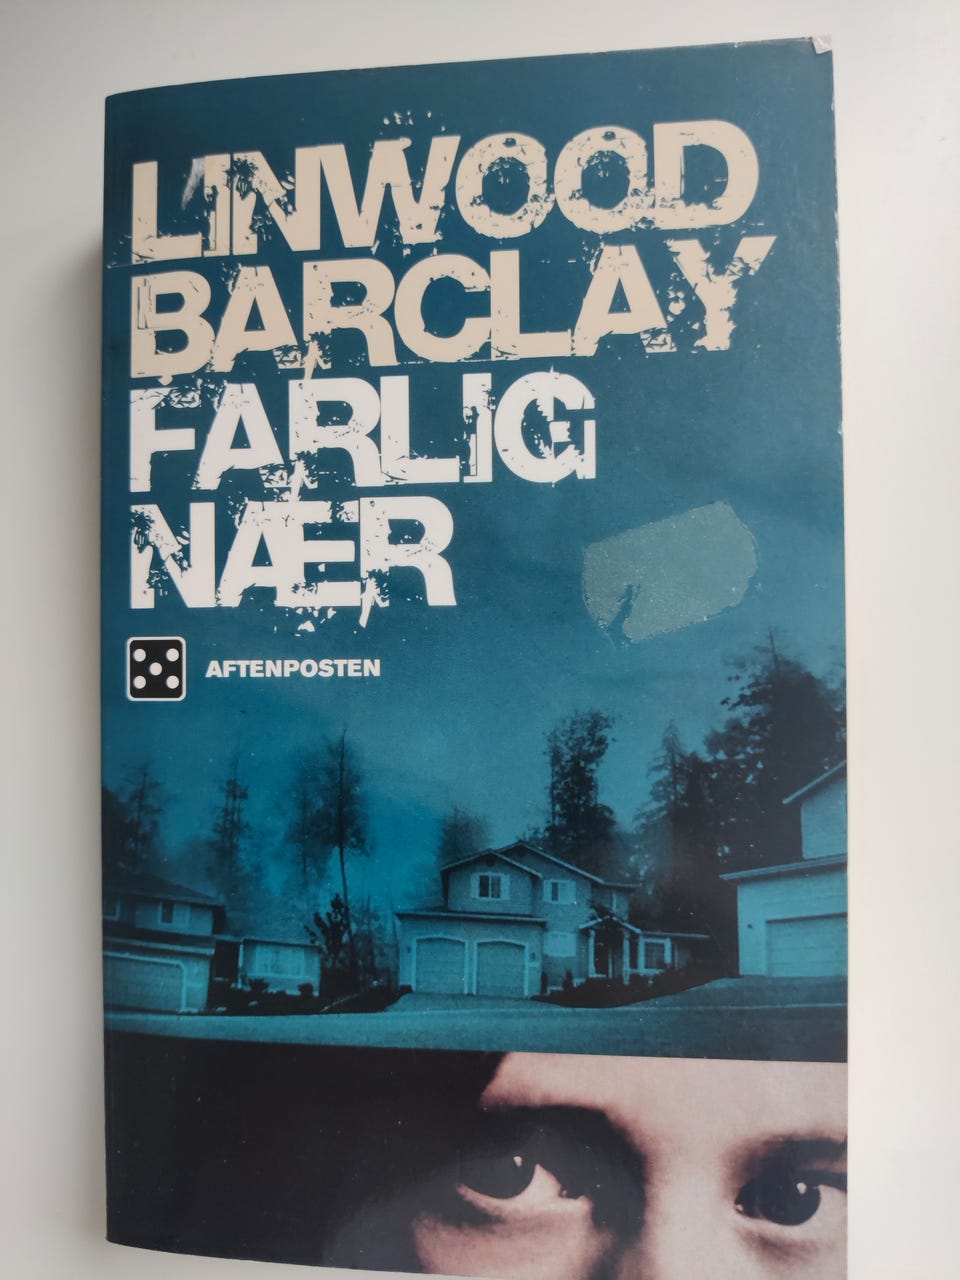 LINWOOD
BARCLAY
FARLIG
NÆR
AFTENPOSTEN